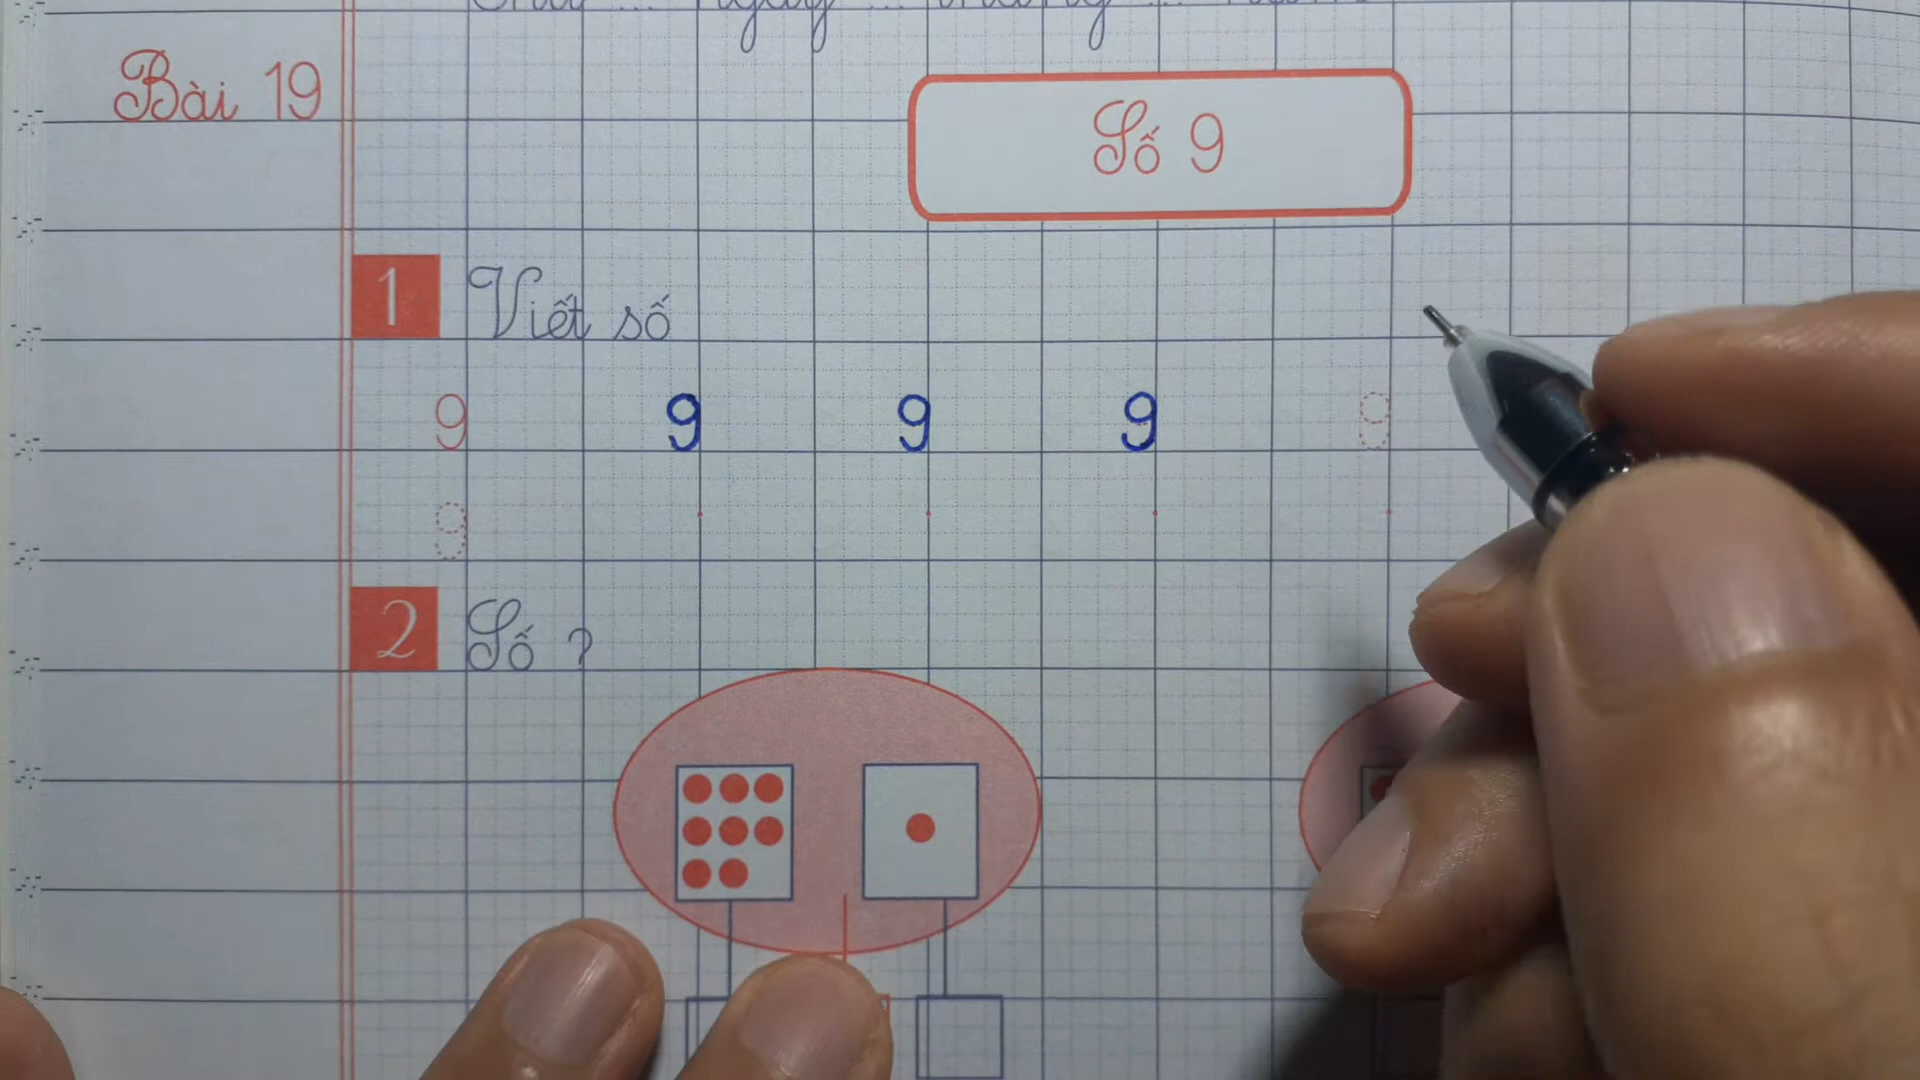 Bài 19
Số 9
1 Viết số
9 9 9 9 9
9
2 Số ?